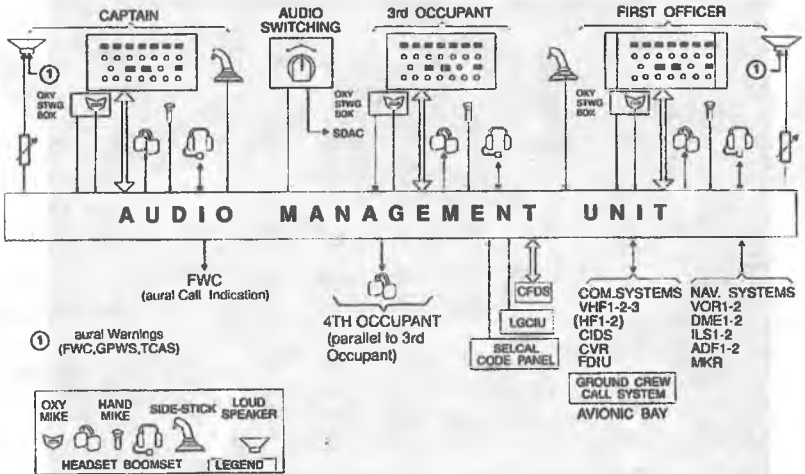 CAPTAIN
AUDIO
SWITCHING
3rd OCCUPANT
FIRST OFFICER
①
①
OXY
STWG
BOX
OXY
STWG
BOX
OXY
STWG
BOX
SDAC
AUDIO MANAGEMENT UNIT
FWC
(aural Call Indication)
4TH OCCUPANT
(parallel to 3rd
Occupant)
CFDS
LGCIU
SELCAL
CODE PANEL
COM.SYSTEMS
VHF1-2-3
(HF1-2)
CIDS
CVR
FDIU
GROUND CREW
CALL SYSTEM
AVIONIC BAY
NAV. SYSTEMS
VOR1-2
DME1-2
ILS1-2
ADF1-2
MKR
① aural Warnings
(FWC,GPWS,TCAS)
OXY
MIKE
HAND
MIKE
SIDE-STICK
LOUD
SPEAKER
HEADSET BOOMSET
LEGEND